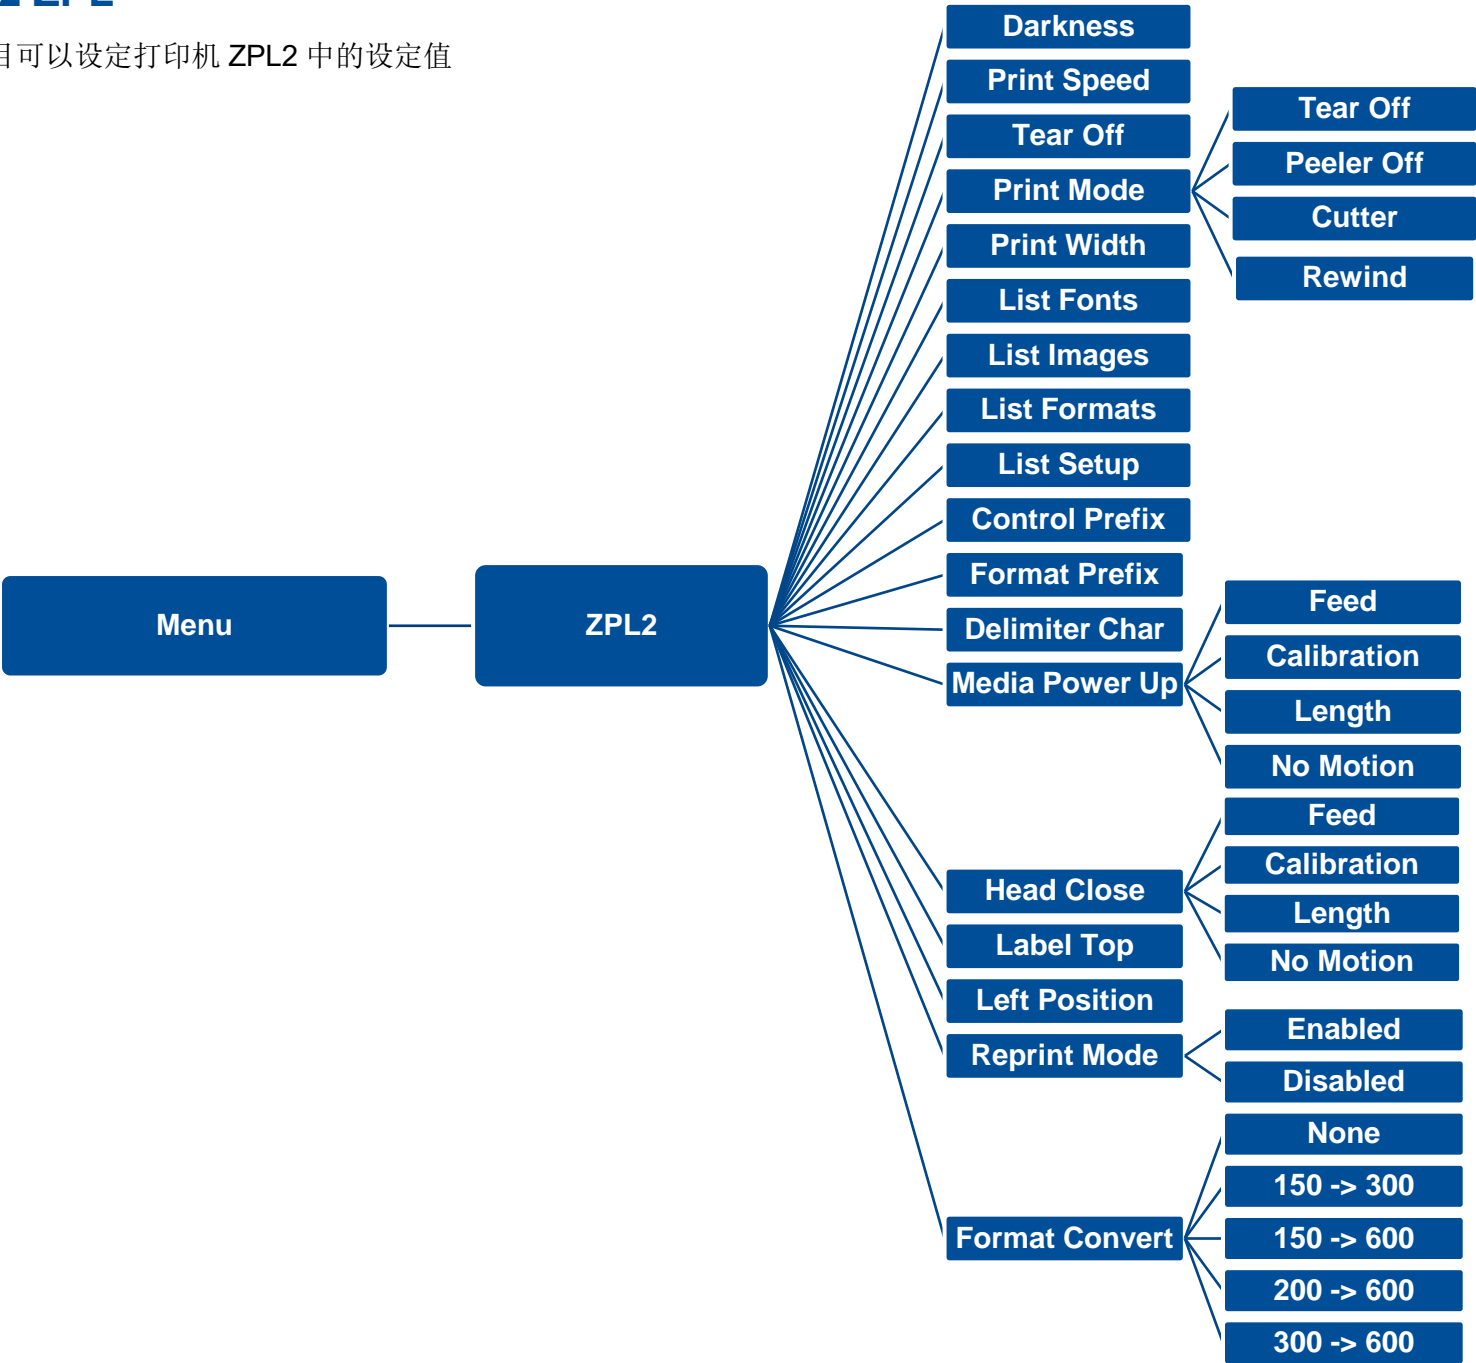 2 ZPL
目可以设定打印机 ZPL2 中的设定值
Menu
ZPL2
Darkness
Print Speed
Tear Off
Print Mode
Tear Off
Peeler Off
Cutter
Rewind
Print Width
List Fonts
List Images
List Formats
List Setup
Control Prefix
Format Prefix
Delimiter Char
Media Power Up
Feed
Calibration
Length
No Motion
Head Close
Feed
Calibration
Length
No Motion
Label Top
Left Position
Reprint Mode
Enabled
Disabled
Format Convert
None
150 -> 300
150 -> 600
200 -> 600
300 -> 600